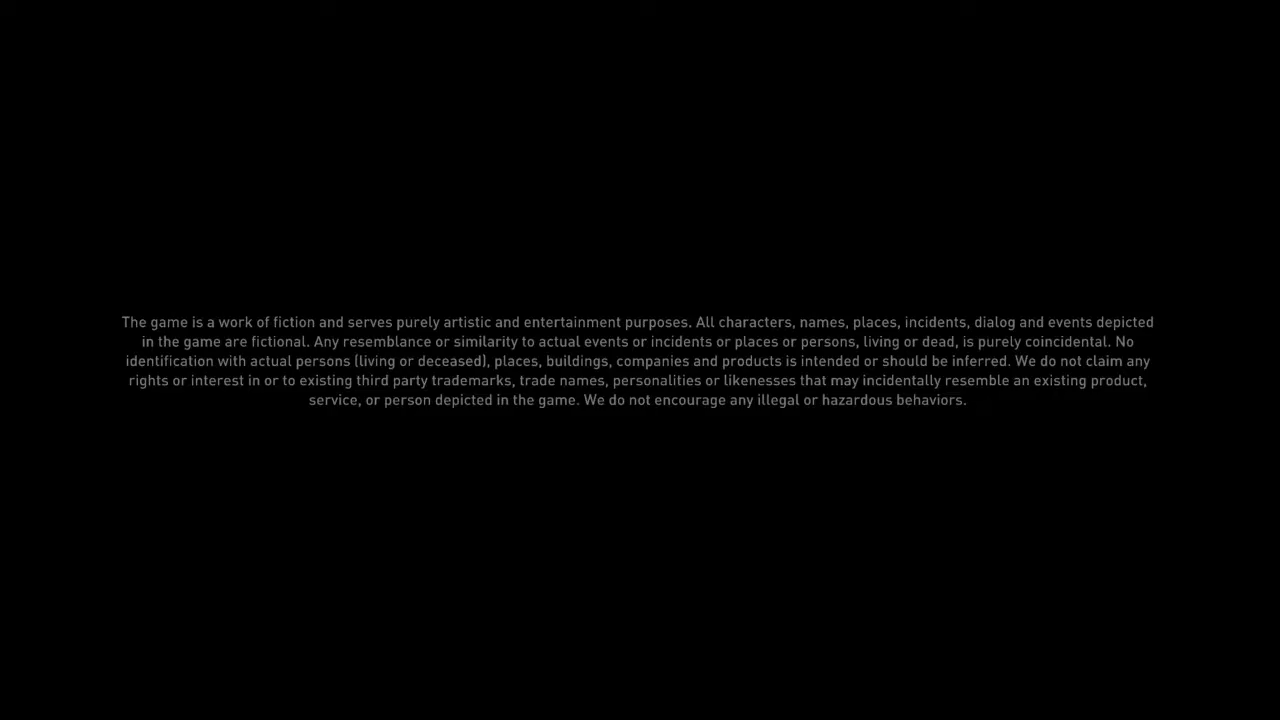 The game is a work of fiction and serves purely artistic and entertainment purposes. All characters, names, places, incidents, dialog and events depicted
in the game are fictional. Any resemblance or similarity to actual events or incidents or places or persons, living or dead, is purely coincidental. No
identification with actual persons (living or deceased), places, buildings, companies and products is intended or should be inferred. We do not claim any
rights or interest in or to existing third party trademarks, trade names, personalities or likenesses that may incidentally resemble an existing product,
service, or person depicted in the game. We do not encourage any illegal or hazardous behaviors.